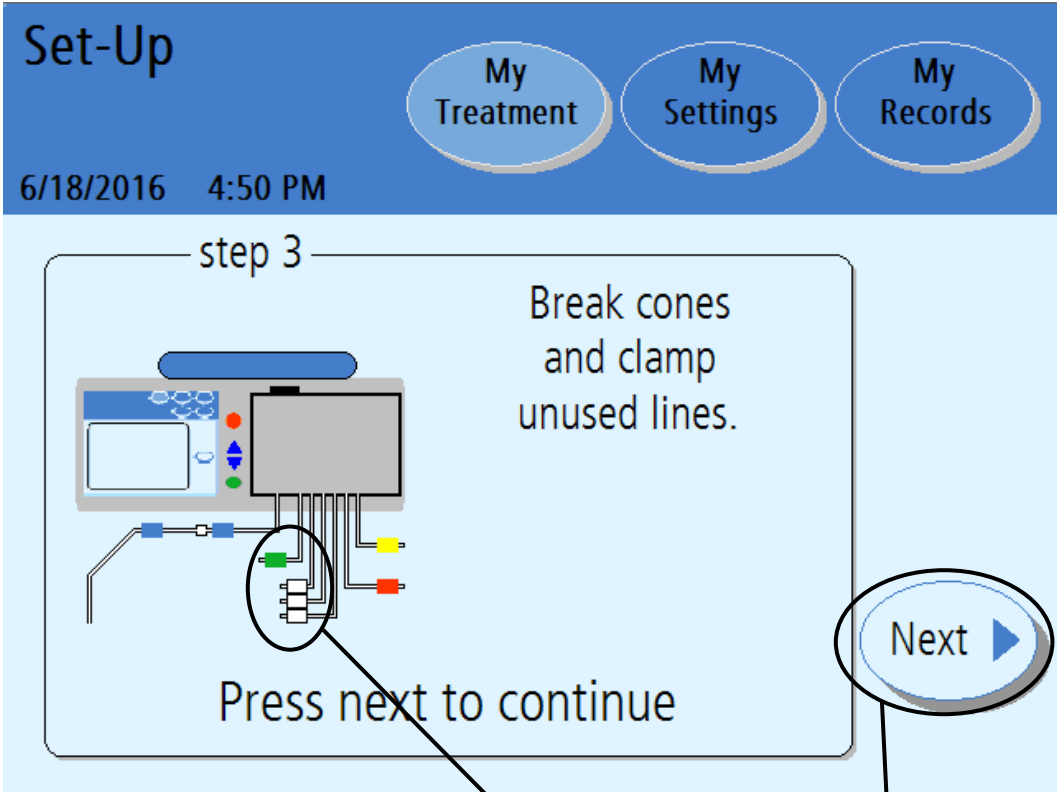 Set-Up
My
Treatment
My
Settings
My
Records
6/18/2016 4:50 PM
step 3
Break cones
and clamp
unused lines.
Next
Press next to continue